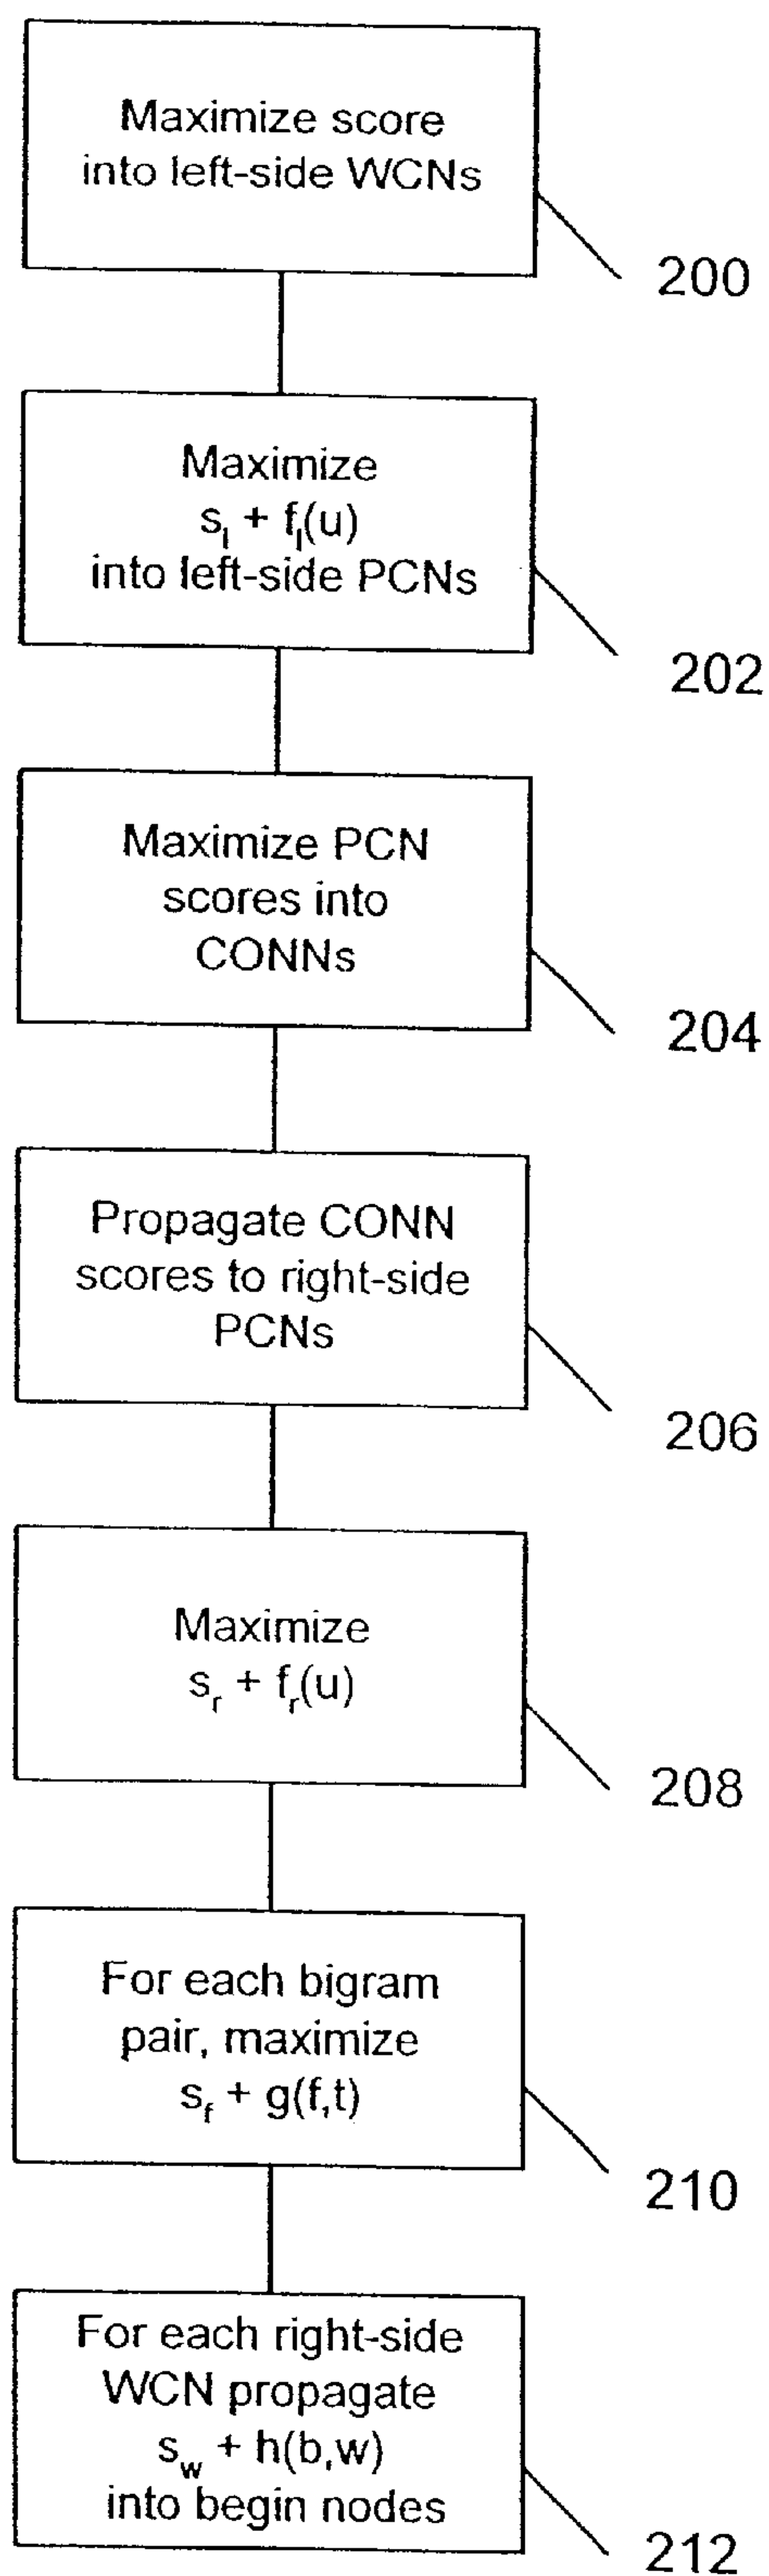 Maximize score
into left-side WCNs
200
Maximize
s_l + f_l(u)
into left-side PCNs
202
Maximize PCN
scores into
CONNs
204
Propagate CONN
scores to right-side
PCNs
206
Maximize
s_r + f_r(u)
208
For each bigram
pair, maximize
s_f + g(f,t)
210
For each right-side
WCN propagate
s_w + h(b,w)
into begin nodes
212